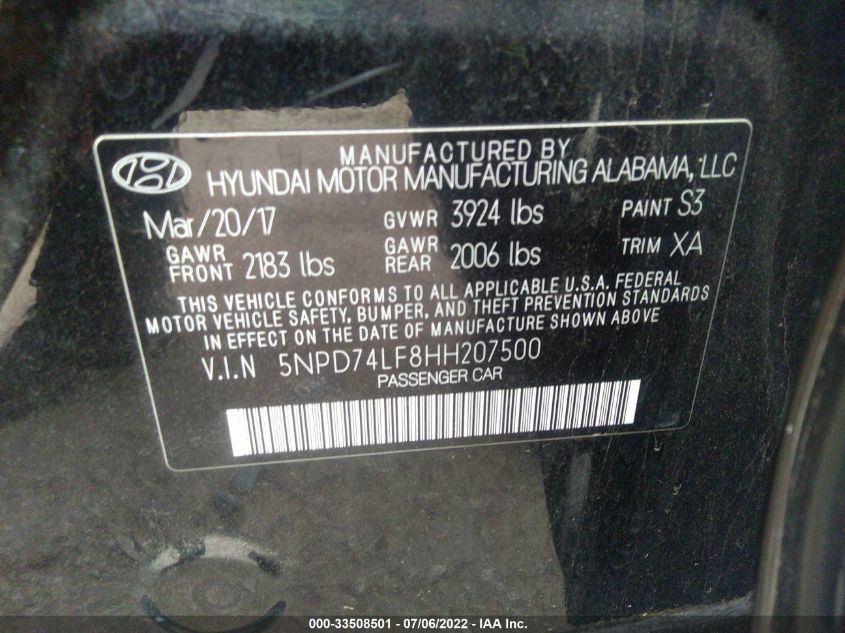 MANUFACTURED BY
HYUNDAI MOTOR MANUFACTURING ALABAMA, LLC
Mar/20/17 GVWR 3924 lbs PAINT S3
GAWR FRONT 2183 lbs GAWR REAR 2006 lbs TRIM XA
THIS VEHICLE CONFORMS TO ALL APPLICABLE U.S.A. FEDERAL
MOTOR VEHICLE SAFETY, BUMPER, AND THEFT PREVENTION STANDARDS
IN EFFECT ON THE DATE OF MANUFACTURE SHOWN ABOVE
V.I.N 5NPD74LF8HH207500
PASSENGER CAR
000-33508501 - 07/06/2022 - IAA Inc.